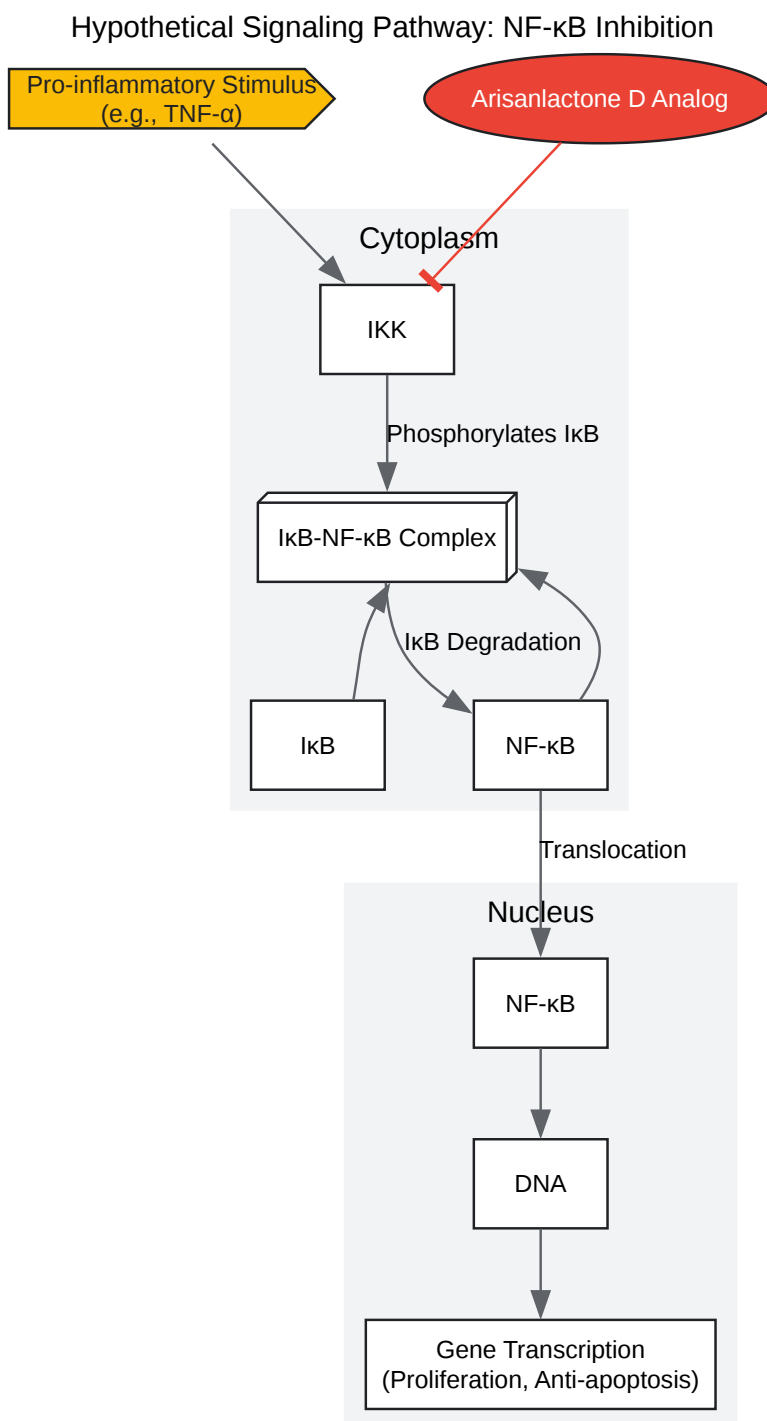 Hypothetical Signaling Pathway: NF-κB Inhibition
Pro-inflammatory Stimulus
(e.g., TNF-α)
Arisanlactone D Analog
Cytoplasm
IKK
Phosphorylates IκB
IκB-NF-κB Complex
IκB Degradation
IκB
NF-κB
Translocation
Nucleus
NF-κB
DNA
Gene Transcription
(Proliferation, Anti-apoptosis)